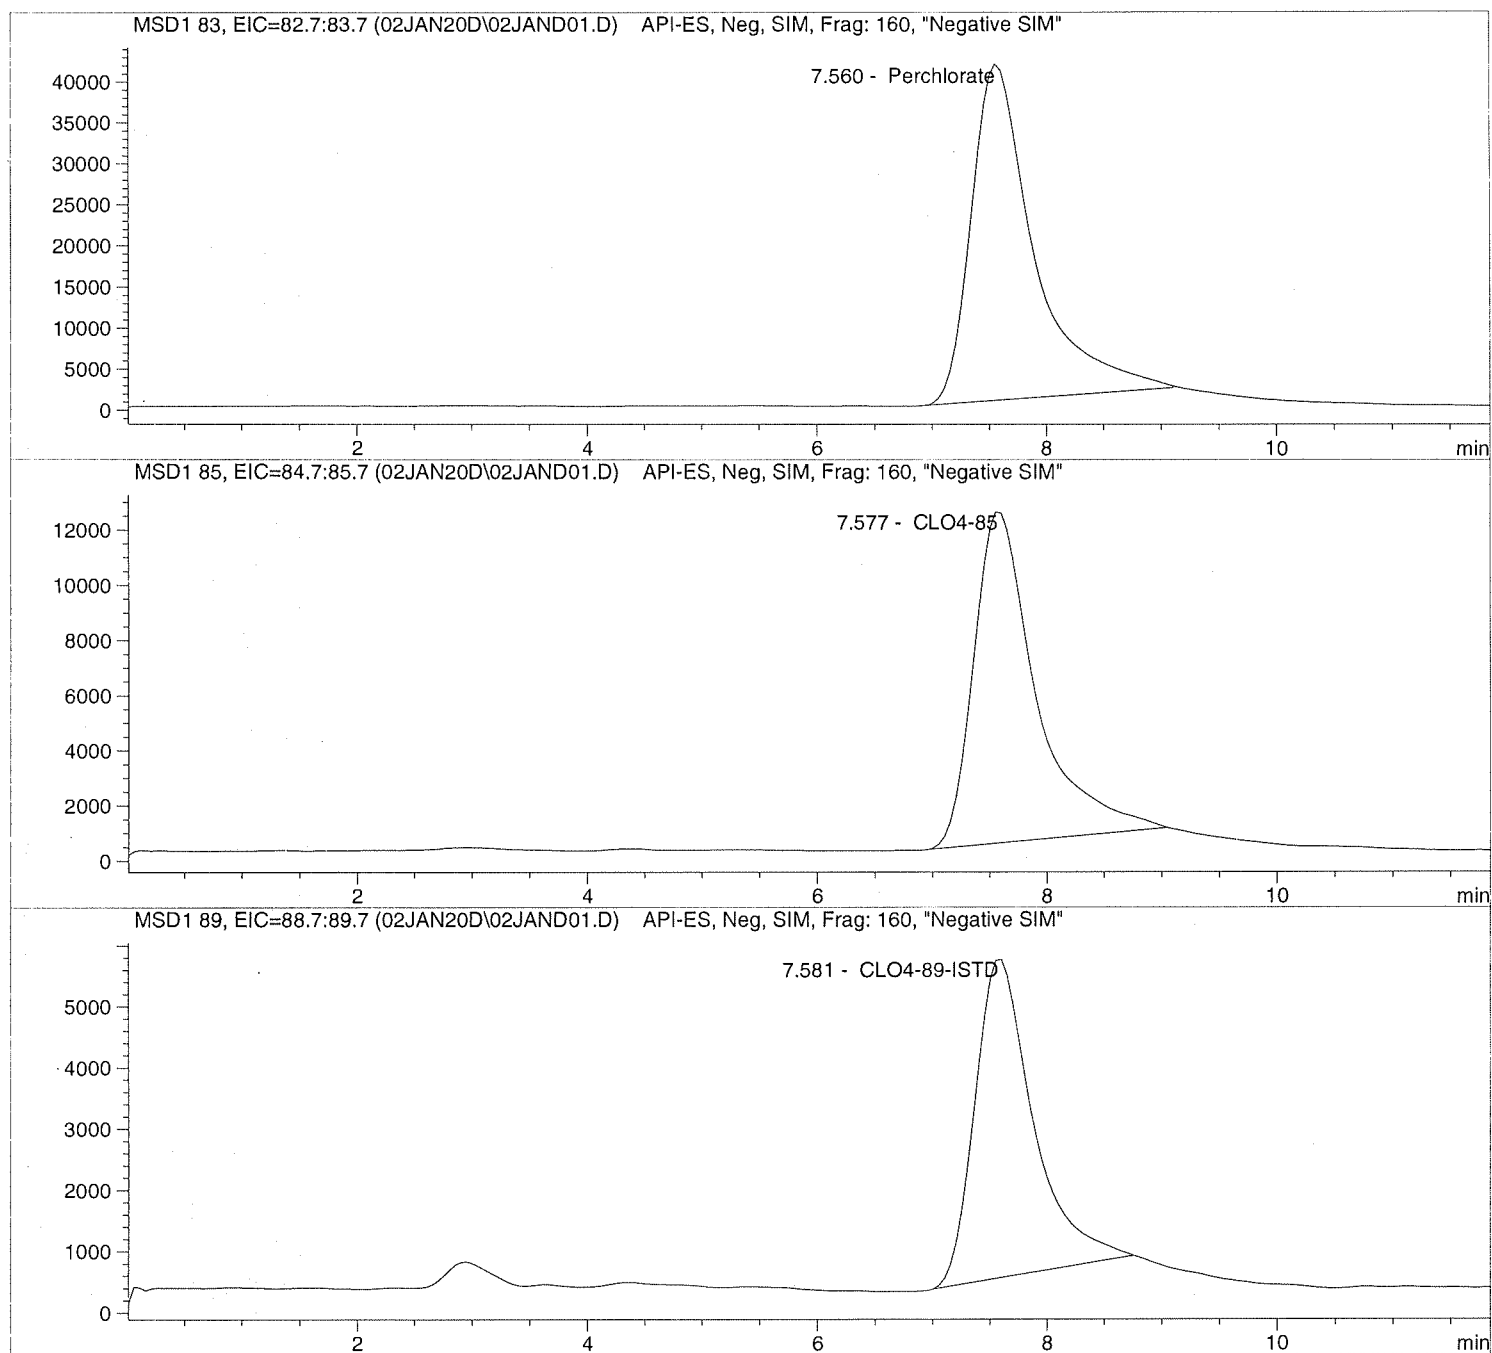 MSD1 83, EIC=82.7:83.7 (02JAN20D\02JAND01.D) API-ES, Neg, SIM, Frag: 160, "Negative SIM"
7.560 - Perchlorate
40000
35000
30000
25000
20000
15000
10000
5000
0
2 4 6 8 10 min
MSD1 85, EIC=84.7:85.7 (02JAN20D\02JAND01.D) API-ES, Neg, SIM, Frag: 160, "Negative SIM"
7.577 - CLO4-85
12000
10000
8000
6000
4000
2000
0
2 4 6 8 10 min
MSD1 89, EIC=88.7:89.7 (02JAN20D\02JAND01.D) API-ES, Neg, SIM, Frag: 160, "Negative SIM"
7.581 - CLO4-89-ISTD
5000
4000
3000
2000
1000
0
2 4 6 8 10 min